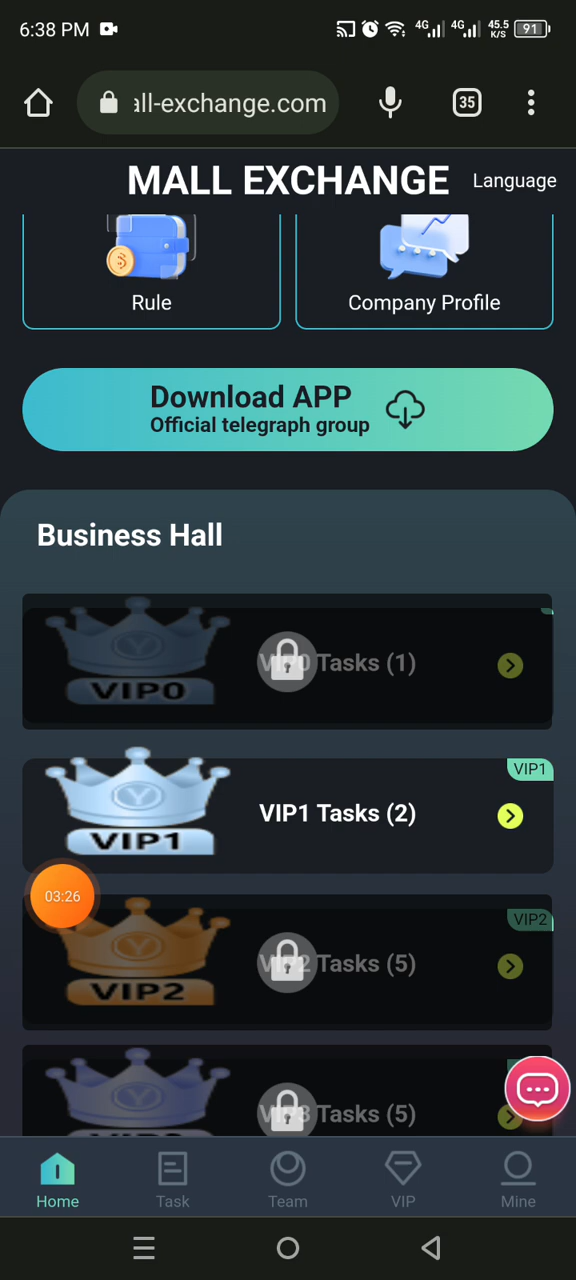 6:38 PM
4G 4G 45.5 K/S 91
all-exchange.com 35
MALL EXCHANGE Language
Rule
Company Profile
Download APP
Official telegraph group
Business Hall
VIP0
VIP0 Tasks (1)
VIP1
VIP1
VIP1 Tasks (2)
03:26
VIP2
VIP2
VIP2 Tasks (5)
VIP3 Tasks (5)
Home
Task
Team
VIP
Mine